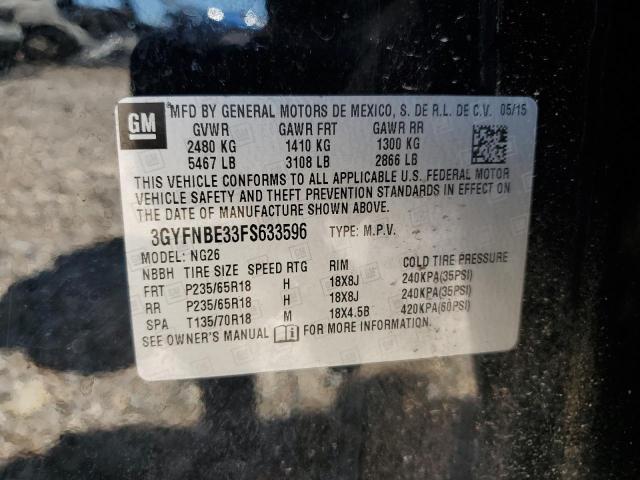 GM
MFD BY GENERAL MOTORS DE MEXICO, S. DE R.L. DE C.V. 05/15
GVWR GAWR FRT GAWR RR
2480 KG 1410 KG 1300 KG
5467 LB 3108 LB 2866 LB
THIS VEHICLE CONFORMS TO ALL APPLICABLE U.S. FEDERAL MOTOR
VEHICLE SAFETY AND THEFT PREVENTION STANDARDS IN EFFECT ON
THE DATE OF MANUFACTURE SHOWN ABOVE.
3GYFNBE33FS633596 TYPE: M.P.V.
MODEL: NG26
NBBH TIRE SIZE SPEED RTG RIM COLD TIRE PRESSURE
FRT P235/65R18 H 18X8J 240KPA(35PSI)
RR P235/65R18 H 18X8J 240KPA(35PSI)
SPA T135/70R18 M 18X4.5B 420KPA(60PSI)
SEE OWNER'S MANUAL FOR MORE INFORMATION.